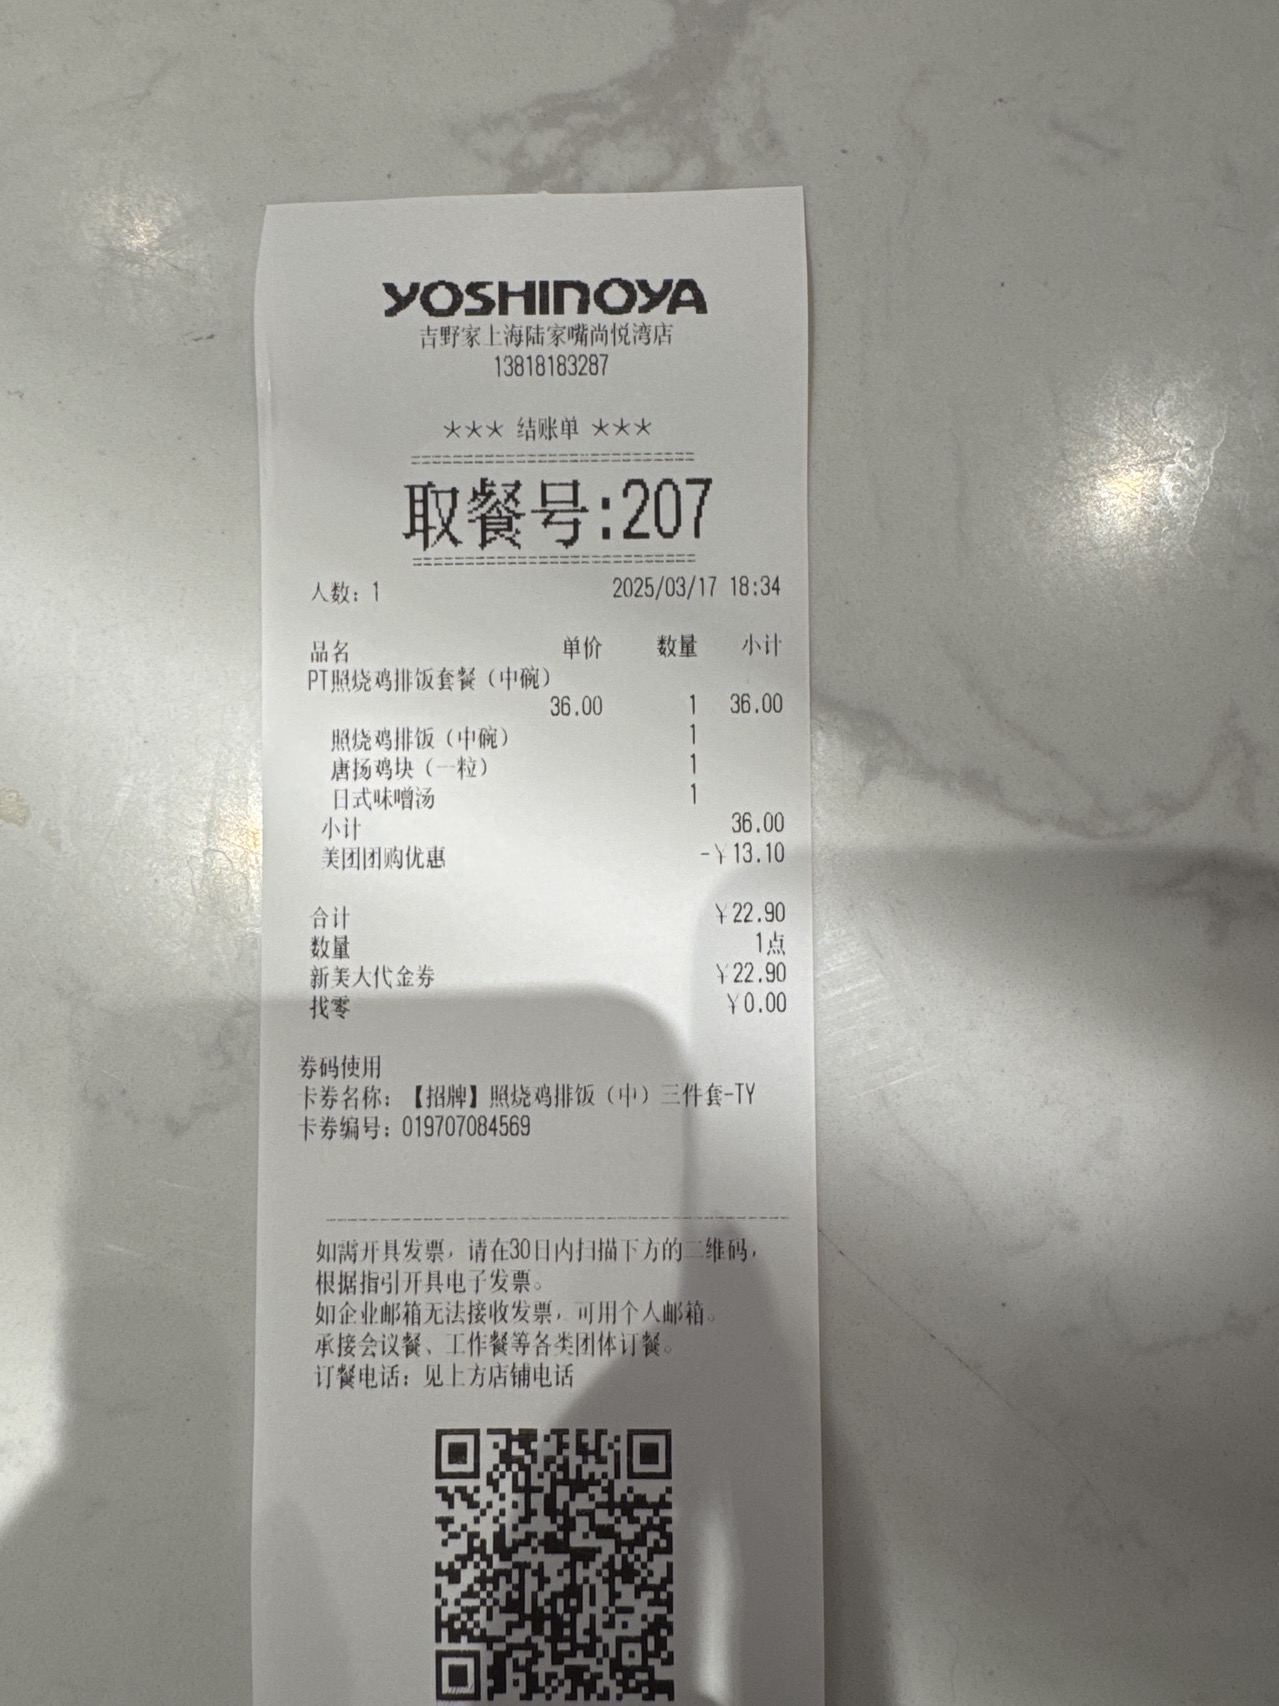 YOSHINOYA
吉野家上海陆家嘴尚悦湾店
13818183287
*** 结账单 ***
===========================
取餐号:207
===========================
人数: 1 2025/03/17 18:34
品名 单价 数量 小计
PT照烧鸡排饭套餐（中碗）
36.00 1 36.00
照烧鸡排饭（中碗） 1
唐扬鸡块（一粒） 1
日式味噌汤 1
小计 36.00
美团团购优惠 -¥13.10
合计 ¥22.90
数量 1点
新美大代金券 ¥22.90
找零 ¥0.00
券码使用
卡券名称: 【招牌】照烧鸡排饭（中）三件套-TY
卡券编号: 019707084569
--------------------------------------------
如需开具发票，请在30日内扫描下方的二维码，
根据指引开具电子发票。
如企业邮箱无法接收发票，可用个人邮箱。
承接会议餐、工作餐等各类团体订餐。
订餐电话: 见上方店铺电话